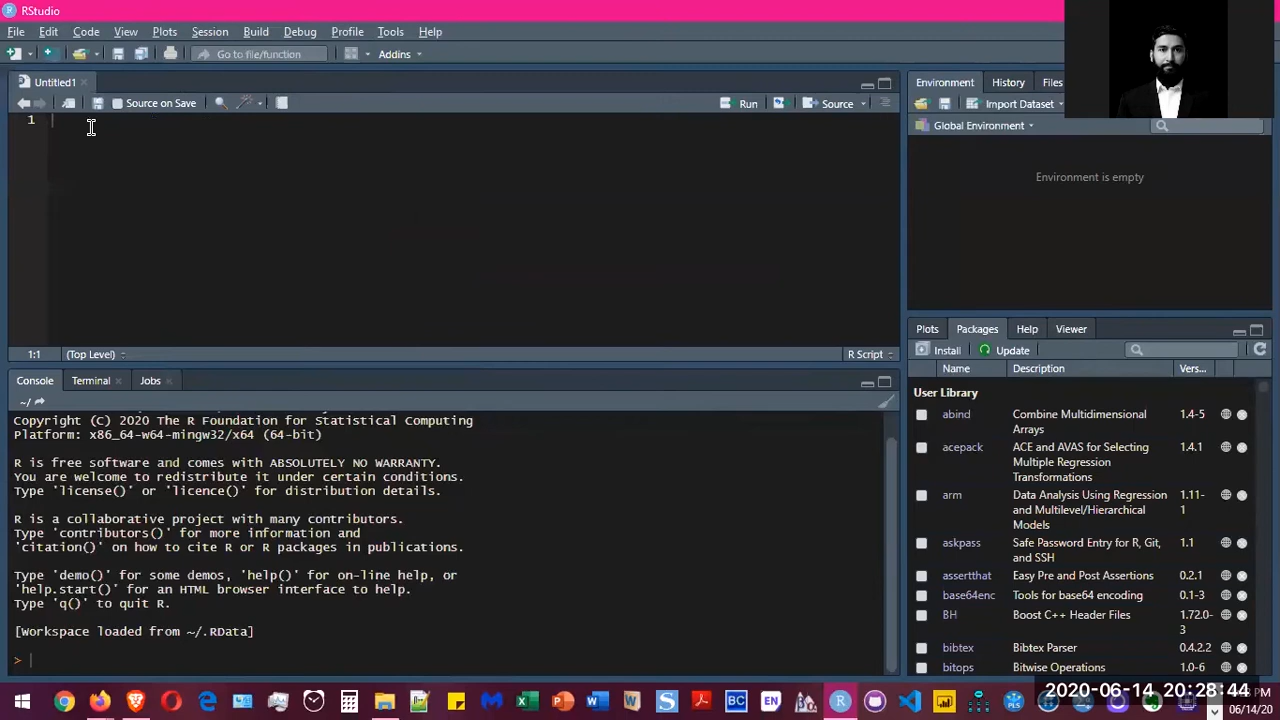 RStudio
File Edit Code View Plots Session Build Debug Profile Tools Help
Go to file/function Addins
Untitled1
Source on Save Run Source
1
1:1 (Top Level) R Script
Console Terminal Jobs
~/
Copyright (C) 2020 The R Foundation for Statistical Computing
Platform: x86_64-w64-mingw32/x64 (64-bit)
R is free software and comes with ABSOLUTELY NO WARRANTY.
You are welcome to redistribute it under certain conditions.
Type 'license()' or 'licence()' for distribution details.
R is a collaborative project with many contributors.
Type 'contributors()' for more information and
'citation()' on how to cite R or R packages in publications.
Type 'demo()' for some demos, 'help()' for on-line help, or
'help.start()' for an HTML browser interface to help.
Type 'q()' to quit R.
[Workspace loaded from ~/.RData]
>
Environment History Files
Import Dataset
Global Environment
Environment is empty
Plots Packages Help Viewer
Install Update
Name Description Vers...
User Library
abind Combine Multidimensional 1.4-5
Arrays
acepack ACE and AVAS for Selecting 1.4.1
Multiple Regression
Transformations
arm Data Analysis Using Regression 1.11-
and Multilevel/Hierarchical 1
Models
askpass Safe Password Entry for R, Git, 1.1
and SSH
assertthat Easy Pre and Post Assertions 0.2.1
base64enc Tools for base64 encoding 0.1-3
BH Boost C++ Header Files 1.72.0-
3
bibtex Bibtex Parser 0.4.2.2
bitops Bitwise Operations 1.0-6
2020-06-14 20:28:44
06/14/20